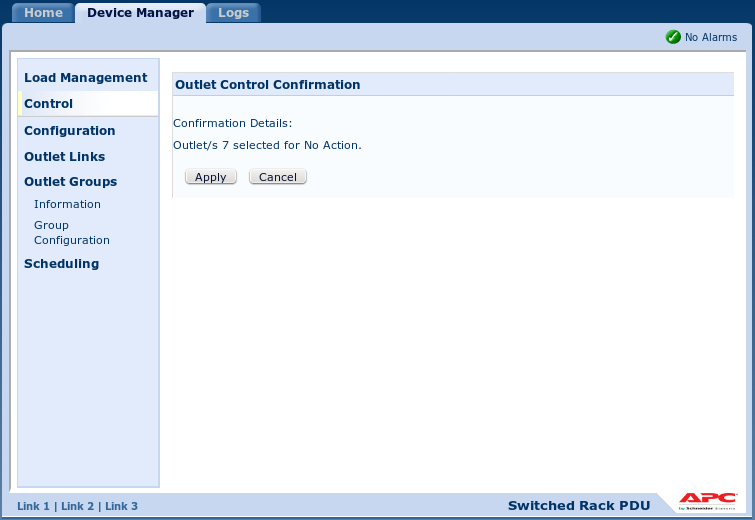 Home Device Manager Logs
No Alarms
Load Management
Control
Configuration
Outlet Links
Outlet Groups
Information
Group
Configuration
Scheduling
Outlet Control Confirmation
Confirmation Details:
Outlet/s 7 selected for No Action.
Apply Cancel
Link 1 | Link 2 | Link 3
Switched Rack PDU
APC
by Schneider Electric